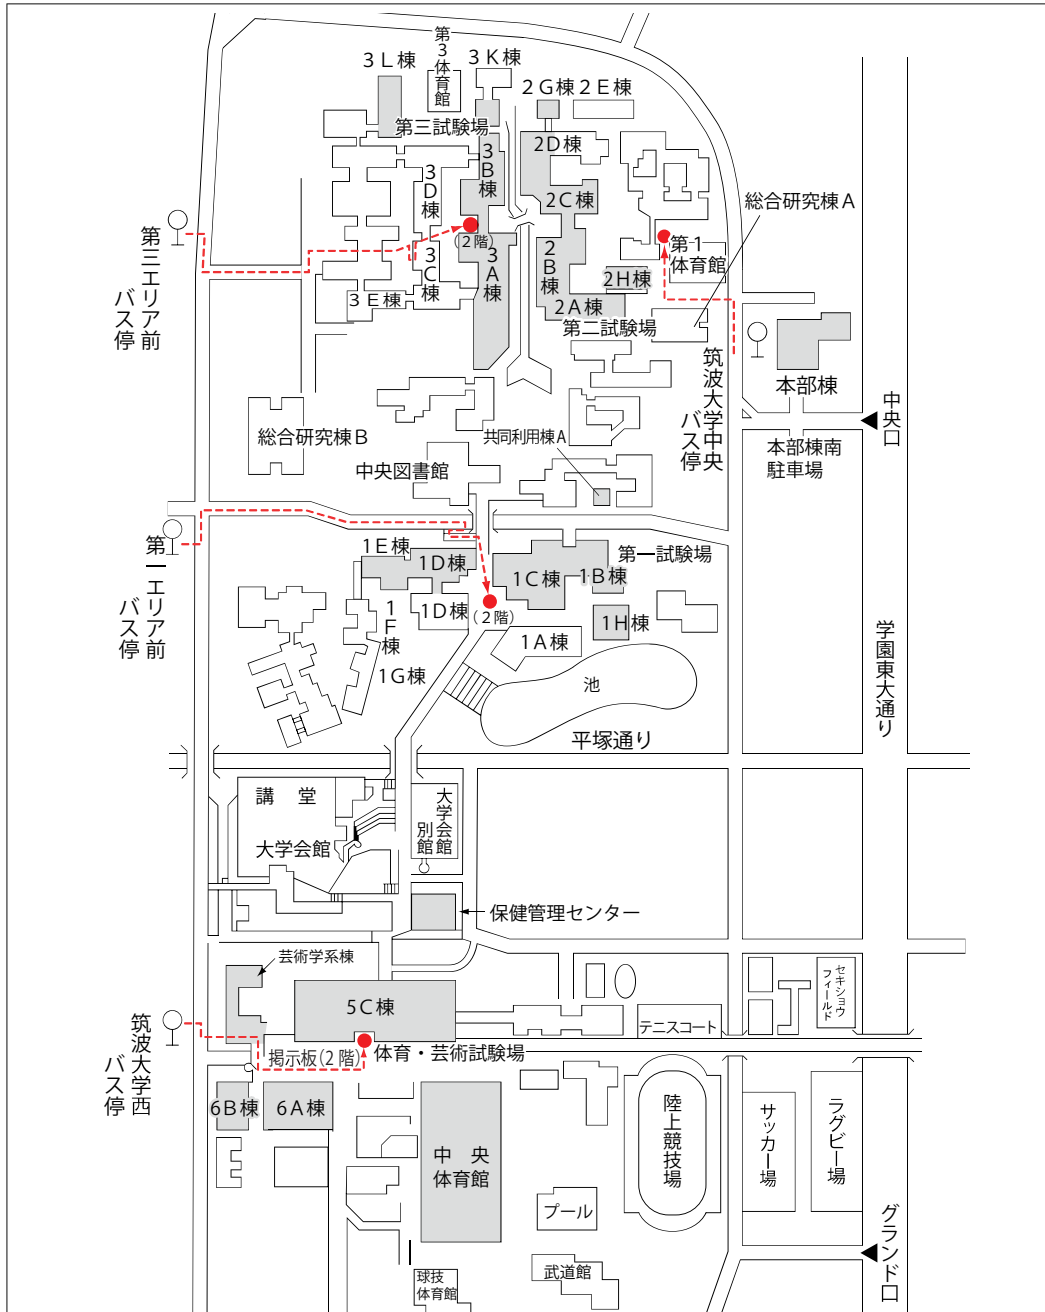 第3体育館
3L棟
3K棟
2G棟
2E棟
第三試験場
2D棟
3B棟
3D棟
2C棟
総合研究棟A
第三エリア前
バス停
(2階)
3A棟
3C棟
2B棟
第1
体育館
2H棟
3E棟
2A棟
第二試験場
筑波大学中央
バス停
本部棟
中央口
本部棟南
駐車場
総合研究棟B
共同利用棟A
中央図書館
第一エリア前
バス停
1E棟
1D棟
第一試験場
1C棟
1B棟
1F棟
1D棟
(2階)
1H棟
1A棟
1G棟
池
学園東大通り
平塚通り
講 堂
大学会館
大学会館
別館
保健管理センター
芸術学系棟
セキショウ
フィールド
5C棟
テニスコート
筑波大学西
バス停
掲示板(2階)
体育・芸術試験場
6B棟
6A棟
中 央
体育館
陸上競技場
サッカー場
ラグビー場
プール
グランド口
武道館
球技
体育館